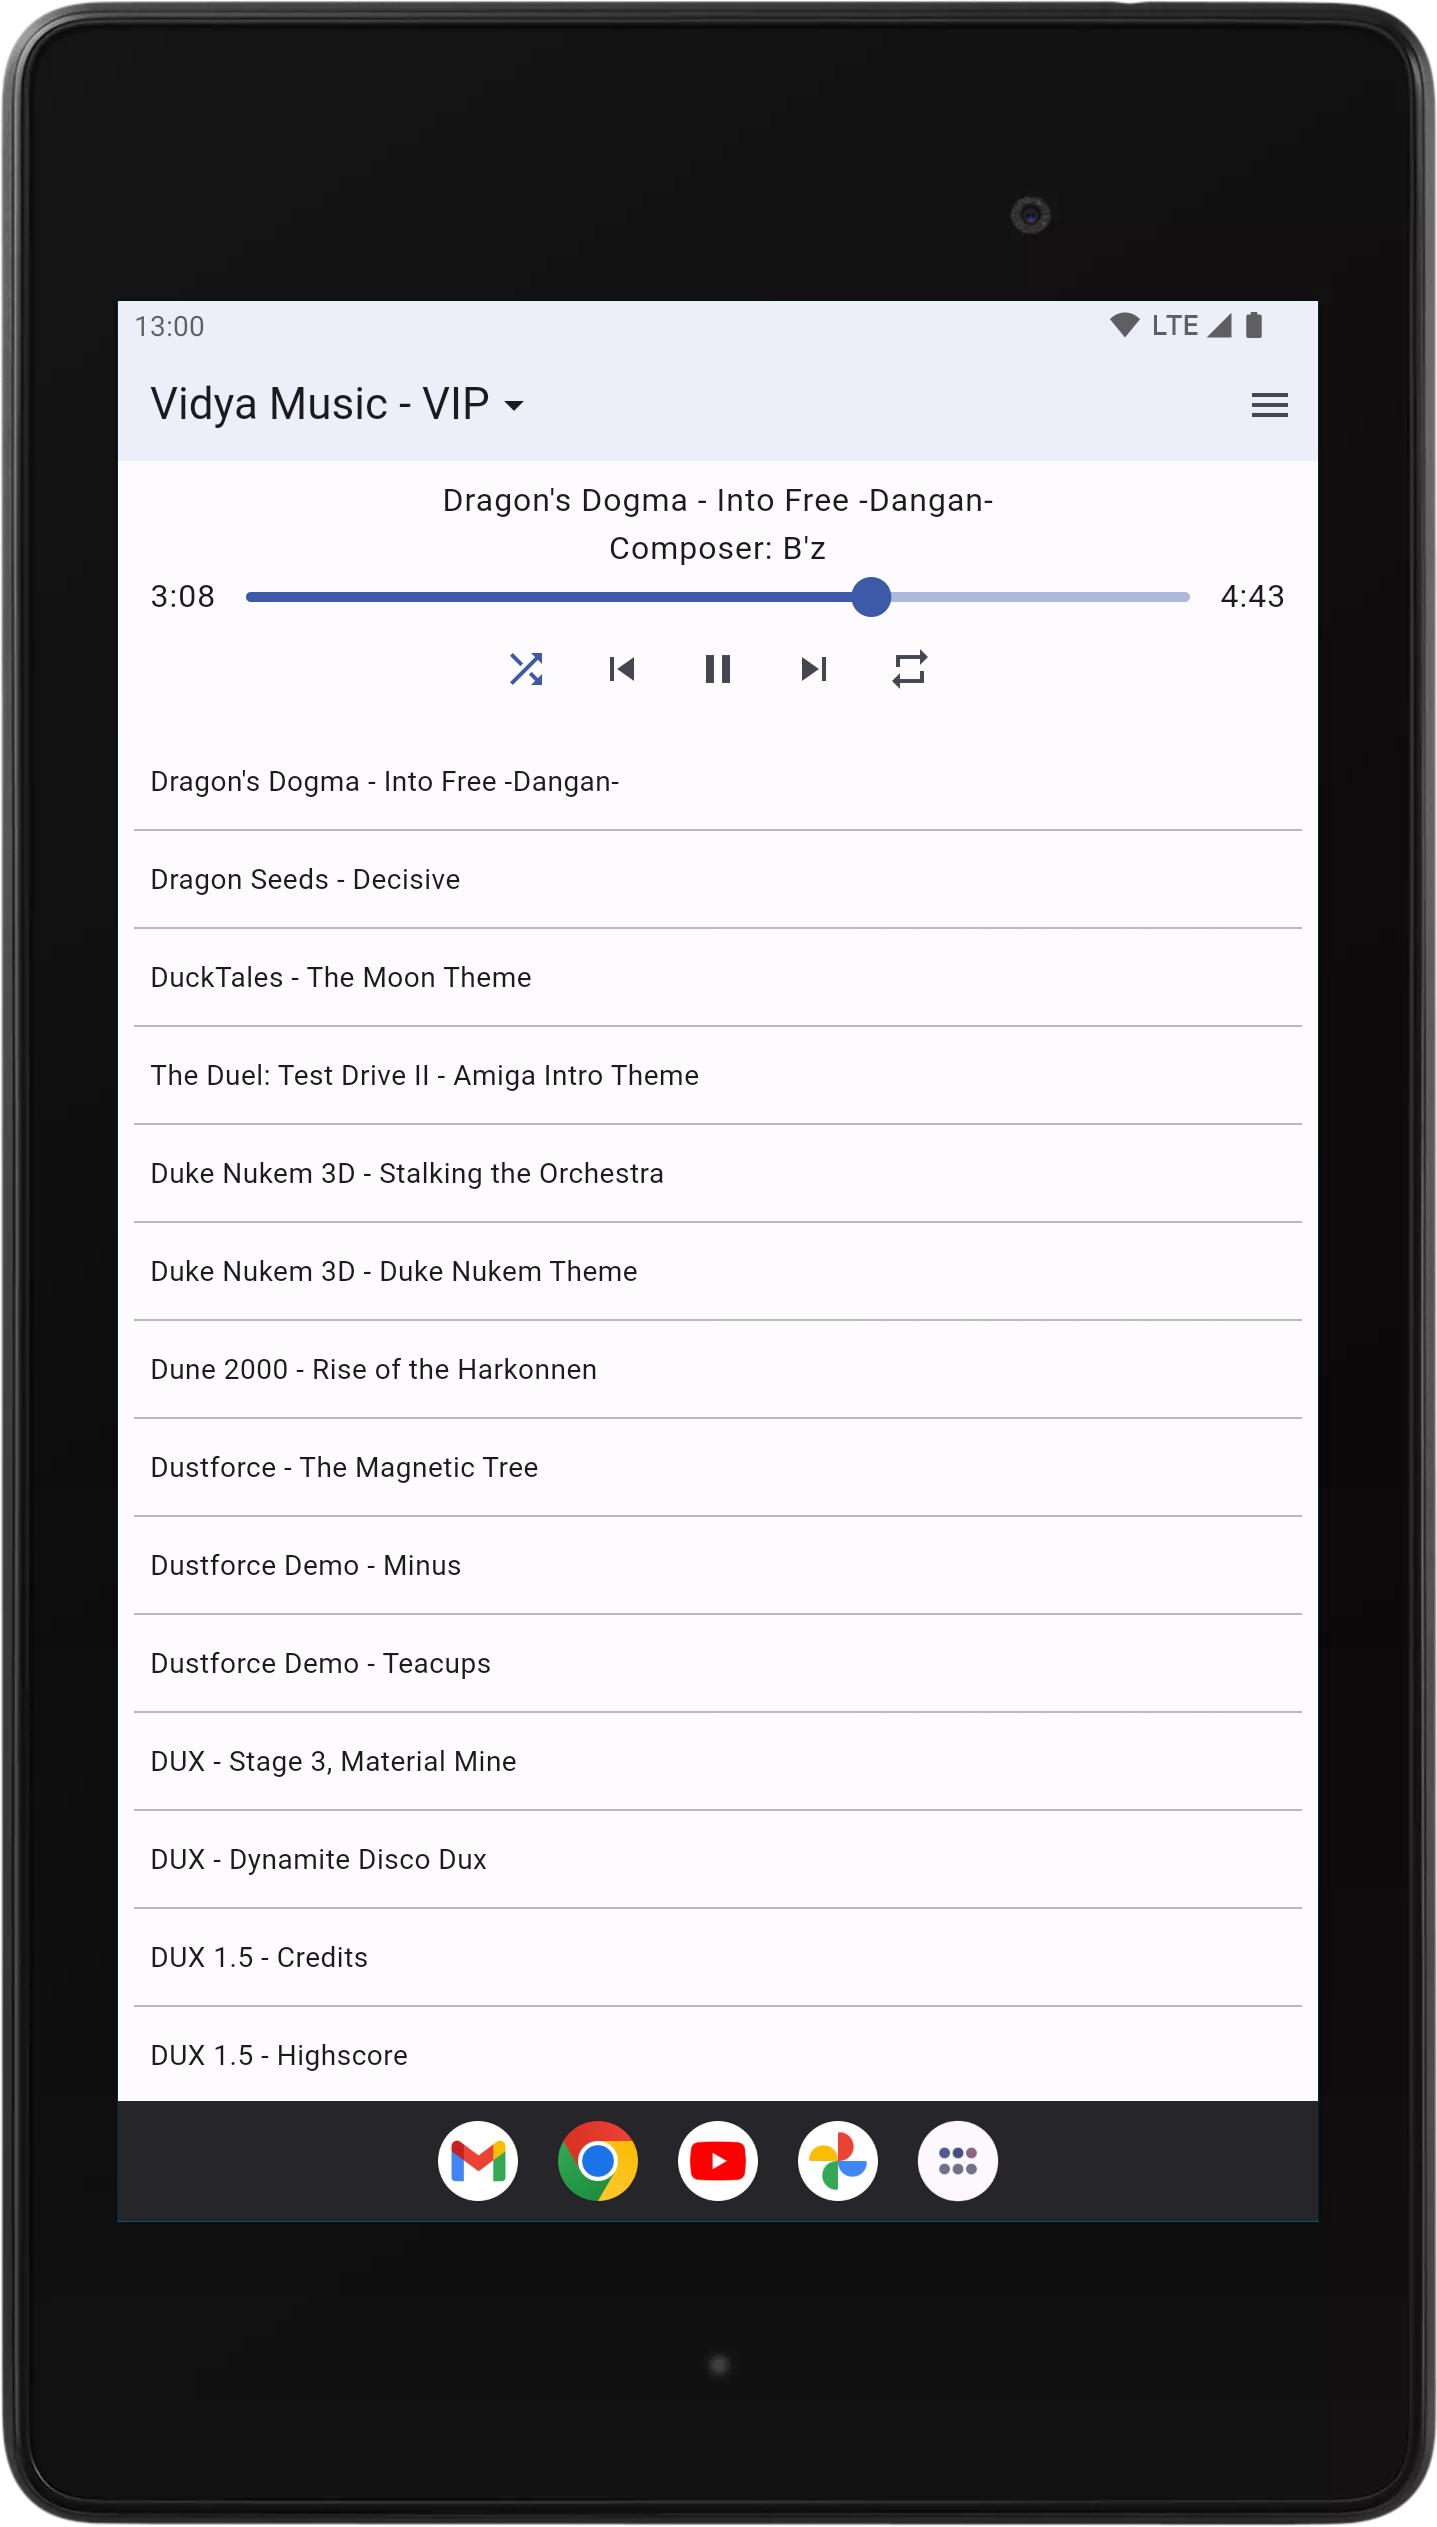 13:00 LTE
Vidya Music - VIP
Dragon's Dogma - Into Free -Dangan-
Composer: B'z
3:08 4:43
Dragon's Dogma - Into Free -Dangan-
Dragon Seeds - Decisive
DuckTales - The Moon Theme
The Duel: Test Drive II - Amiga Intro Theme
Duke Nukem 3D - Stalking the Orchestra
Duke Nukem 3D - Duke Nukem Theme
Dune 2000 - Rise of the Harkonnen
Dustforce - The Magnetic Tree
Dustforce Demo - Minus
Dustforce Demo - Teacups
DUX - Stage 3, Material Mine
DUX - Dynamite Disco Dux
DUX 1.5 - Credits
DUX 1.5 - Highscore